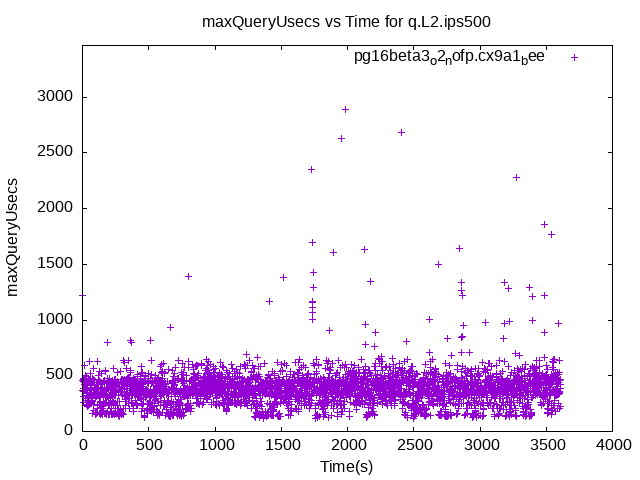 maxQueryUsecs vs Time for q.L2.ips500
pg16beta3o2nofp.cx9a1bee
3000
2500
2000
1500
1000
500
0
maxQueryUsecs
0 500 1000 1500 2000 2500 3000 3500 4000
Time(s)